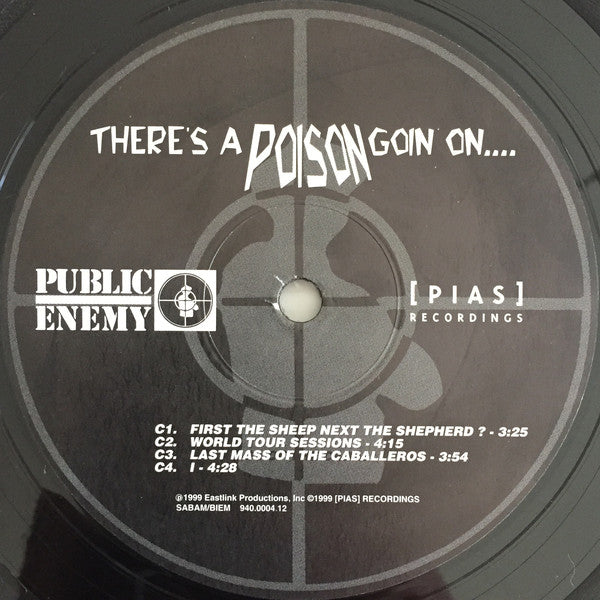 THERE'S A POISON GOIN' ON....
PUBLIC
ENEMY
[PIAS]
RECORDINGS
C1. FIRST THE SHEEP NEXT THE SHEPHERD ? - 3:25
C2. WORLD TOUR SESSIONS - 4:15
C3. LAST MASS OF THE CABALLEROS - 3:54
C4. I - 4:28
℗1999 Eastlink Productions, Inc ©1999 [PIAS] RECORDINGS
SABAM/BIEM 940.0004.12